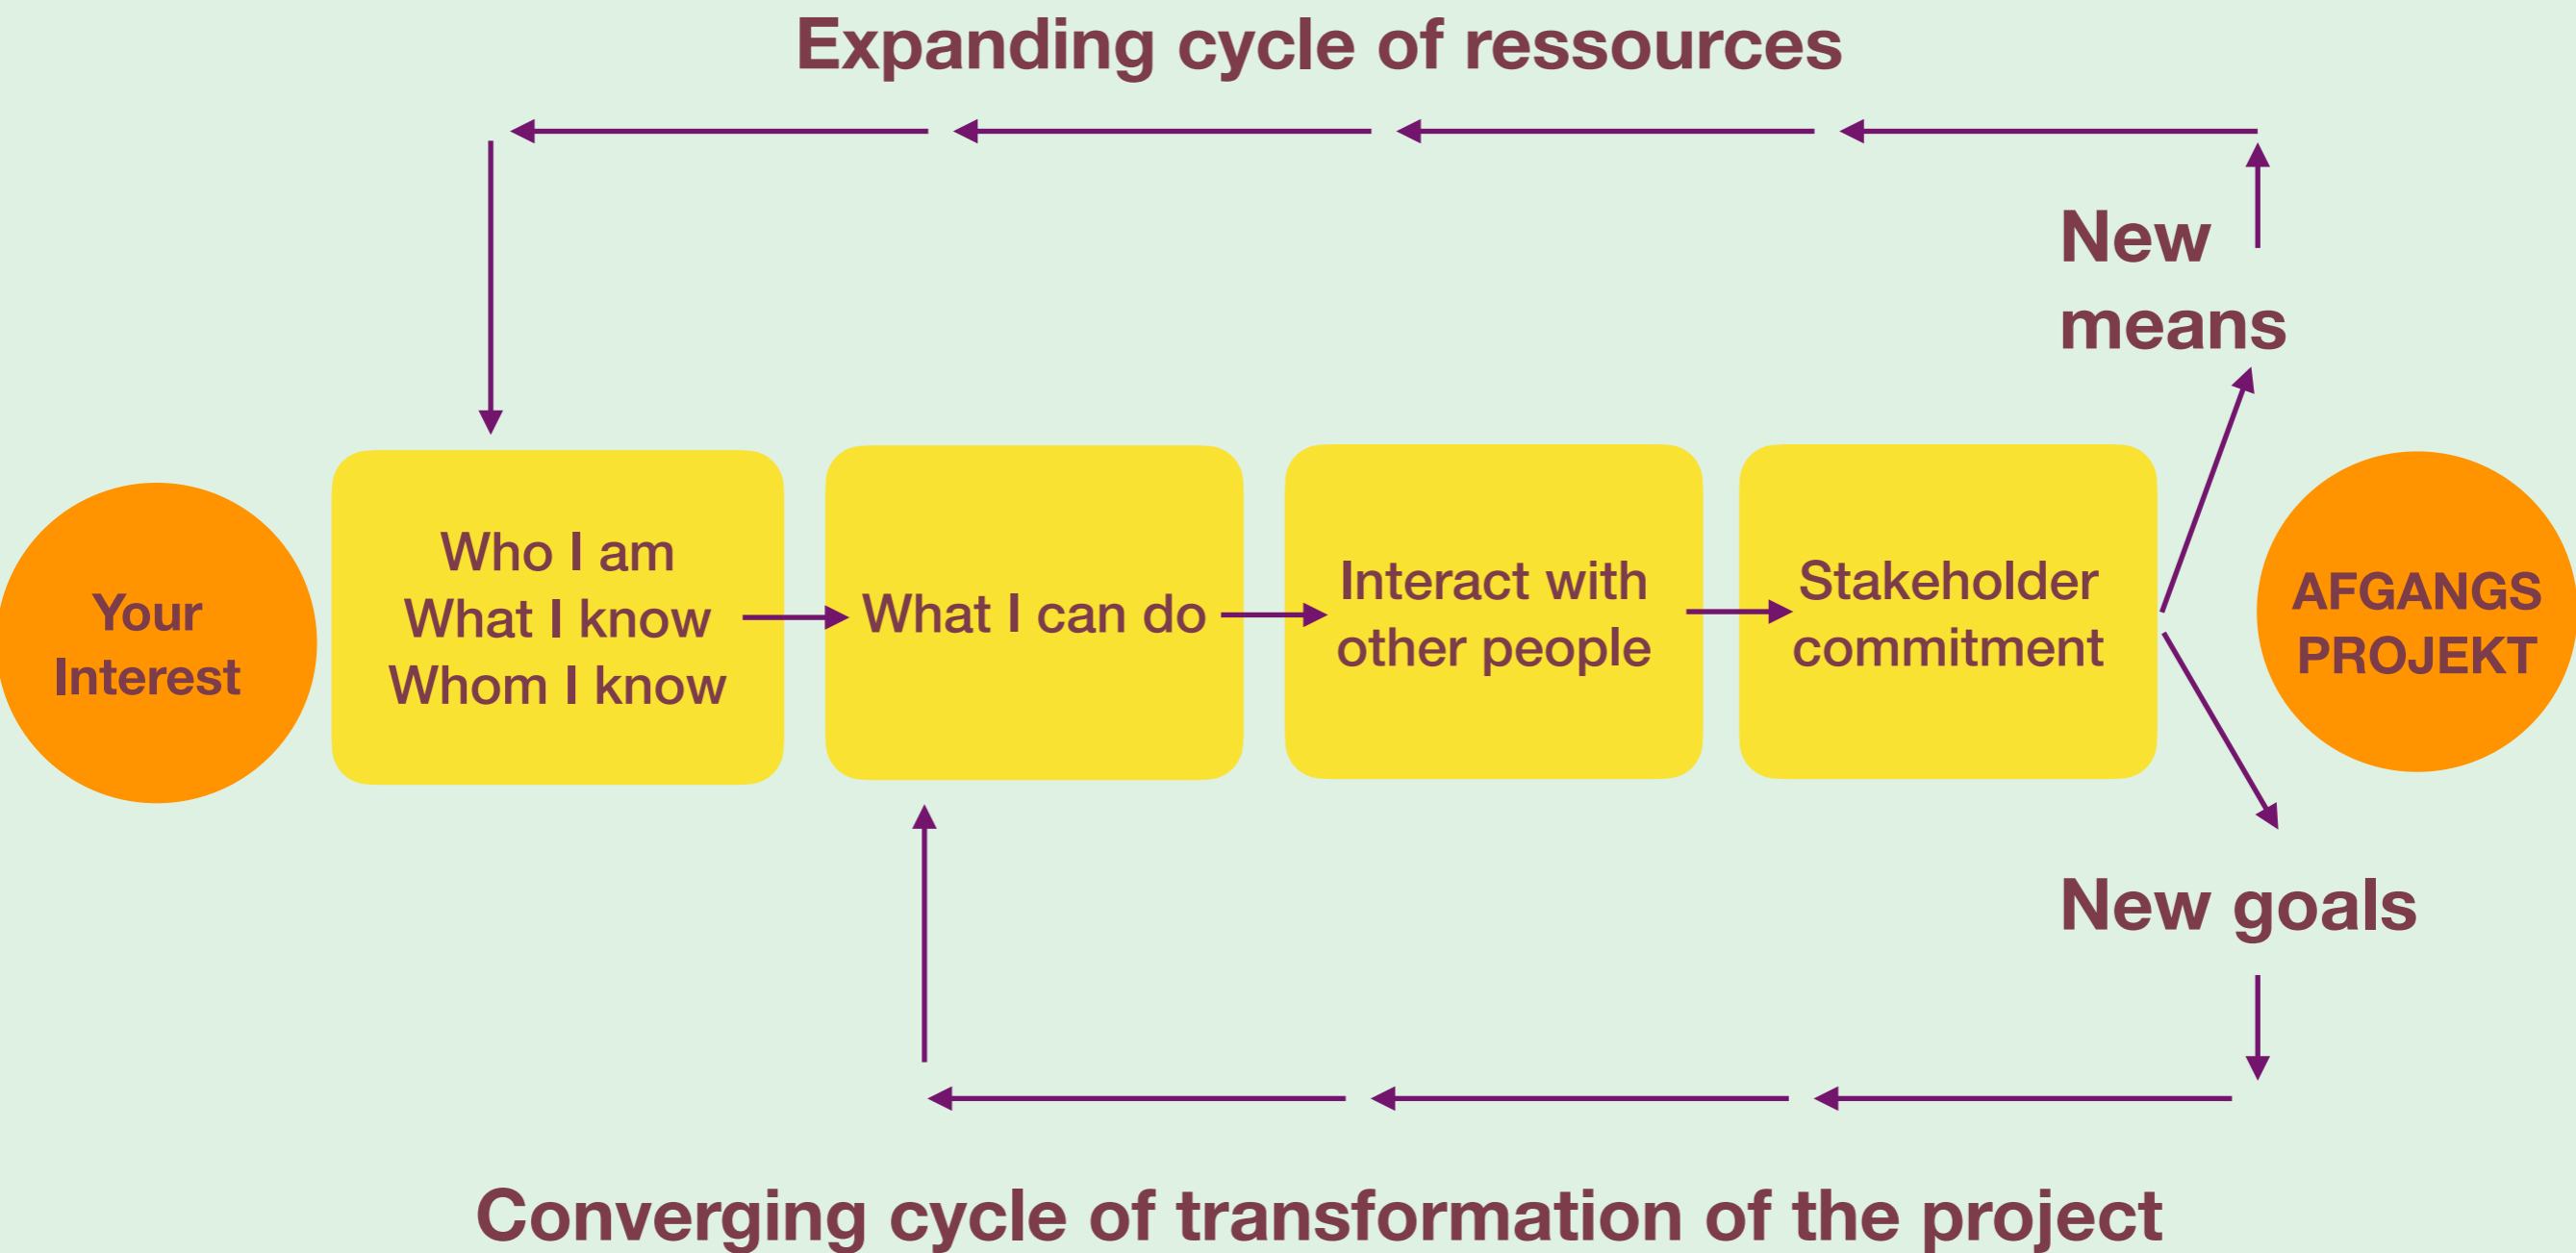 Expanding cycle of ressources
New
means
Your
Interest
Who I am
What I know
Whom I know
What I can do
Interact with
other people
Stakeholder
commitment
AFGANGS
PROJEKT
New goals
Converging cycle of transformation of the project